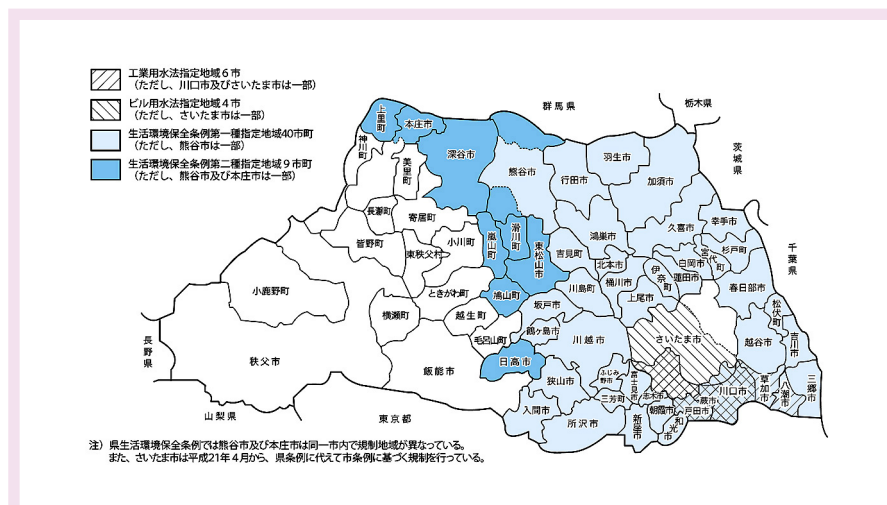 工業用水法指定地域6市
（ただし、川口市及びさいたま市は一部）
ビル用水法指定地域4市
（ただし、さいたま市は一部）
生活環境保全条例第一種指定地域40市町
（ただし、熊谷市は一部）
生活環境保全条例第二種指定地域9市町
（ただし、熊谷市及び本庄市は一部）
群馬県
栃木県
茨城県
千葉県
長野県
山梨県
東京都
上里町
本庄市
神川町
美里町
深谷市
熊谷市
行田市
羽生市
加須市
長瀞町
寄居町
皆野町
小川町
東秩父村
嵐山町
滑川町
東松山市
吉見町
鴻巣市
北本市
久喜市
幸手市
白岡市
宮代町
杉戸町
小鹿野町
ときがわ町
鳩山町
川島町
桶川市
伊奈町
蓮田市
上尾市
春日部市
横瀬町
越生町
坂戸市
毛呂山町
鶴ヶ島市
川越市
さいたま市
松伏町
越谷市
吉川市
秩父市
飯能市
日高市
狭山市
ふじみ野市
富士見市
三芳町
志木市
朝霞市
和光市
新座市
戸田市
蕨市
川口市
草加市
八潮市
三郷市
入間市
所沢市
注）県生活環境保全条例では熊谷市及び本庄市は同一市内で規制地域が異なっている。
また、さいたま市は平成21年4月から、県条例に代えて市条例に基づく規制を行っている。